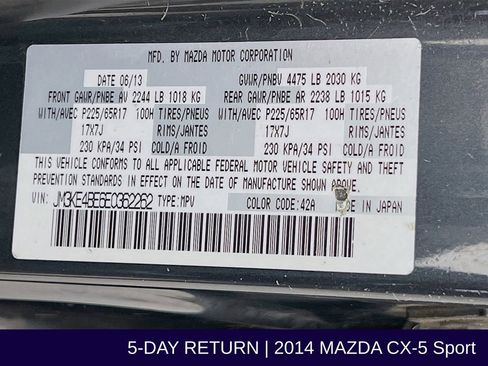 MFD. BY MAZDA MOTOR CORPORATION
DATE 06/13 GVWR/PNBV 4475 LB 2030 KG
FRONT GAWR/PNBE AV 2244 LB 1018 KG REAR GAWR/PNBE AR 2238 LB 1015 KG
WITH/AVEC P225/65R17 100H TIRES/PNEUS WITH/AVEC P225/65R17 100H TIRES/PNEUS
17X7J 17X7J
230 KPA/34 PSI COLD/A FROID 230 KPA/34 PSI COLD/A FROID
THIS VEHICLE CONFORMS TO ALL APPLICABLE FEDERAL MOTOR VEHICLE SAFETY AND THEFT
PREVENTION STANDARDS IN EFFECT ON THE DATE OF MANUFACTURE SHOWN ABOVE.
VIN: JM3KE4BE6E0362262 TYPE:MPV COLOR CODE:42A MADE IN JAPAN
5-DAY RETURN | 2014 MAZDA CX-5 Sport